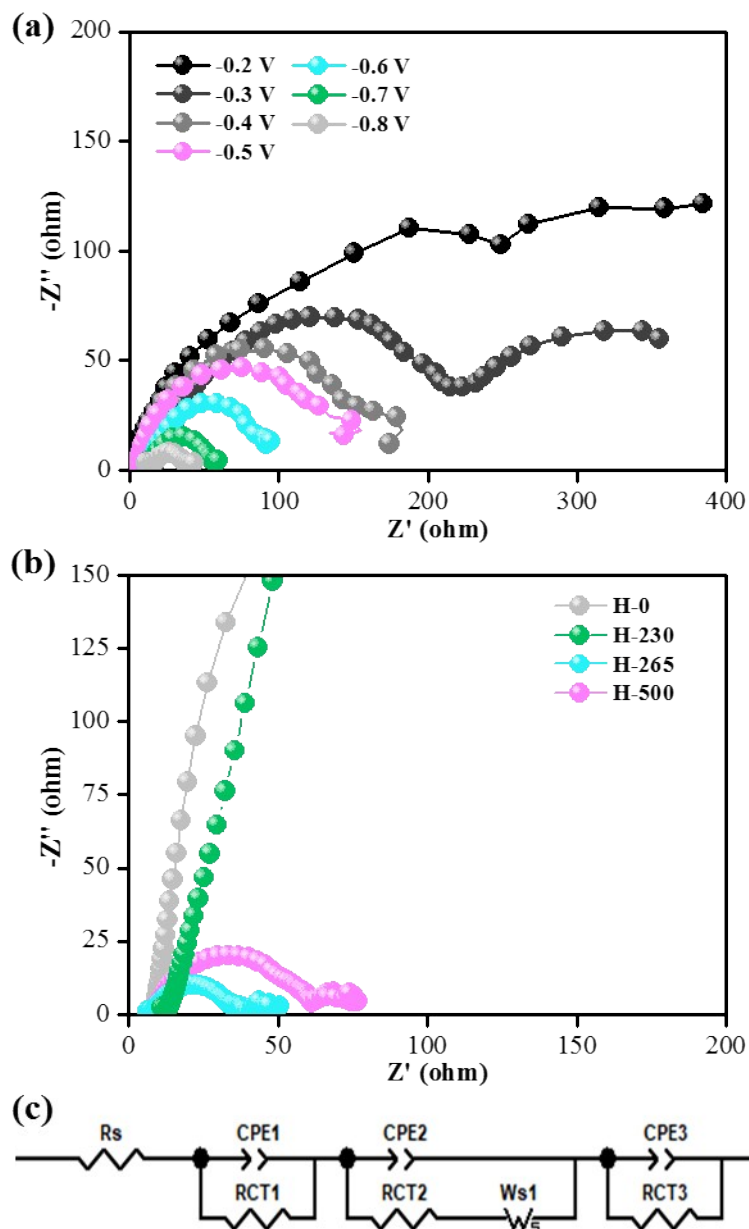 (a)
200
150
100
50
0
-Z'' (ohm)
-0.2 V
-0.6 V
-0.3 V
-0.7 V
-0.4 V
-0.8 V
-0.5 V
0
100
200
300
400
Z' (ohm)
(b)
150
125
100
75
50
25
0
-Z'' (ohm)
H-0
H-230
H-265
H-500
0
50
100
150
200
Z' (ohm)
(c)
Rs
CPE1
CPE2
CPE3
RCT1
RCT2
Ws1
RCT3
Ws